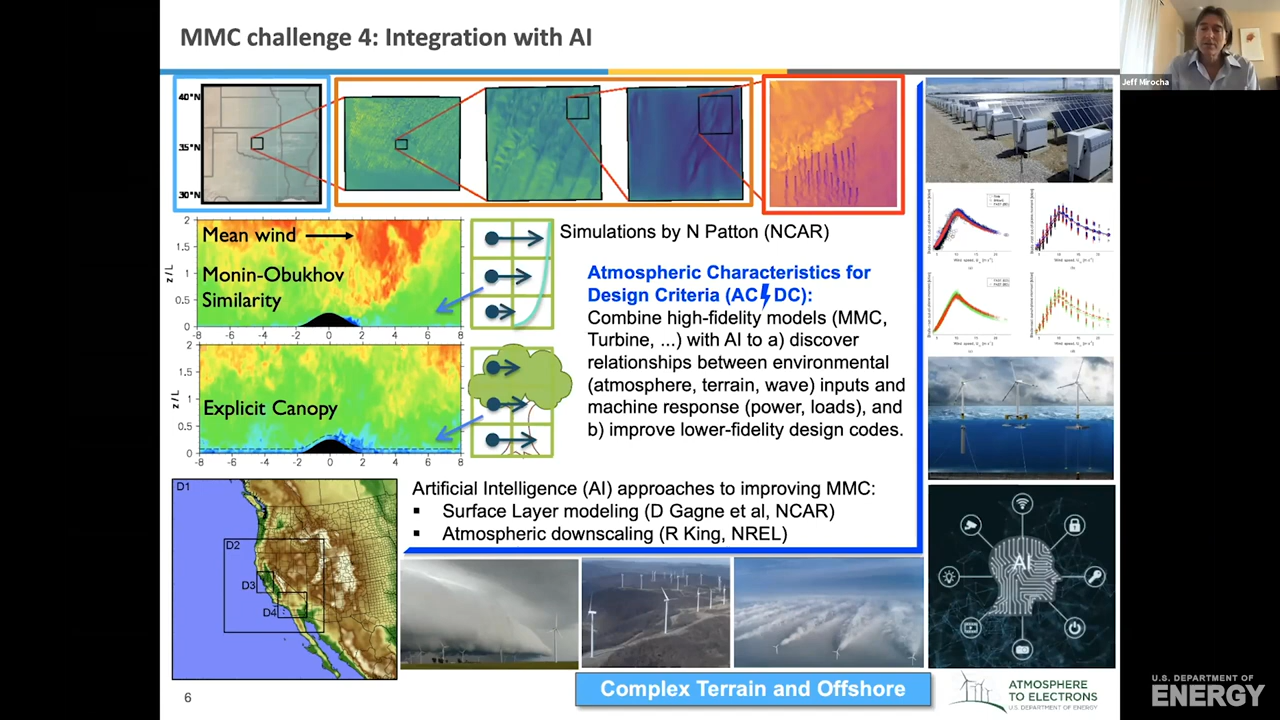 MMC challenge 4: Integration with AI
Jeff Mirocha
40°N
35°N
30°N
Simulations by N Patton (NCAR)
2
1.5
1
0.5
0
z/L
Mean wind
Monin-Obukhov
Similarity
-8 -6 -4 -2 0 2 4 6 8
2
1.5
1
0.5
0
z/L
Explicit Canopy
-8 -6 -4 -2 0 2 4 6 8
Atmospheric Characteristics for
Design Criteria (AC DC):
Combine high-fidelity models (MMC,
Turbine, ...) with AI to a) discover
relationships between environmental
(atmosphere, terrain, wave) inputs and
machine response (power, loads), and
b) improve lower-fidelity design codes.
Artificial Intelligence (AI) approaches to improving MMC:
▪ Surface Layer modeling (D Gagne et al, NCAR)
▪ Atmospheric downscaling (R King, NREL)
D1
D2
D3
D4
AI
Complex Terrain and Offshore
6
ATMOSPHERE
TO ELECTRONS
U.S. DEPARTMENT OF ENERGY
U.S. DEPARTMENT OF
ENERGY